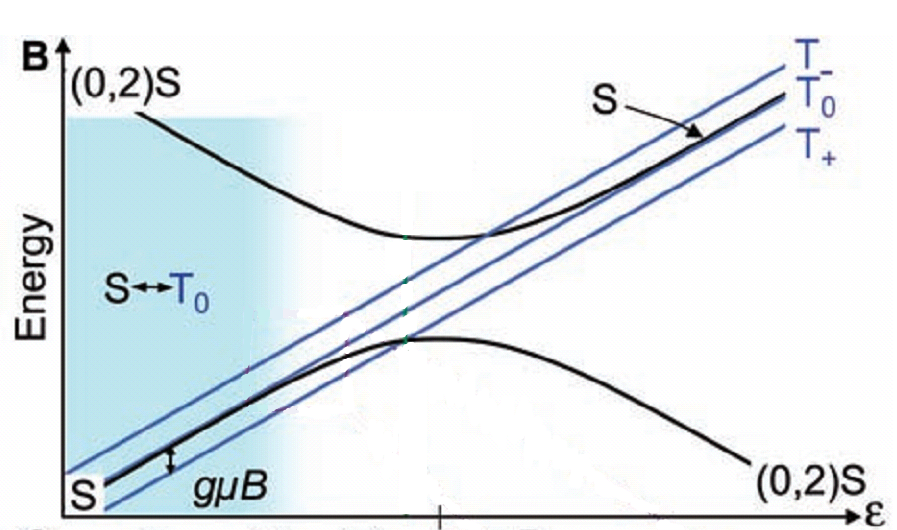 B
(0,2)S
S
T₋
T₀
T₊
Energy
S↔T₀
S
gμB
(0,2)S
ε